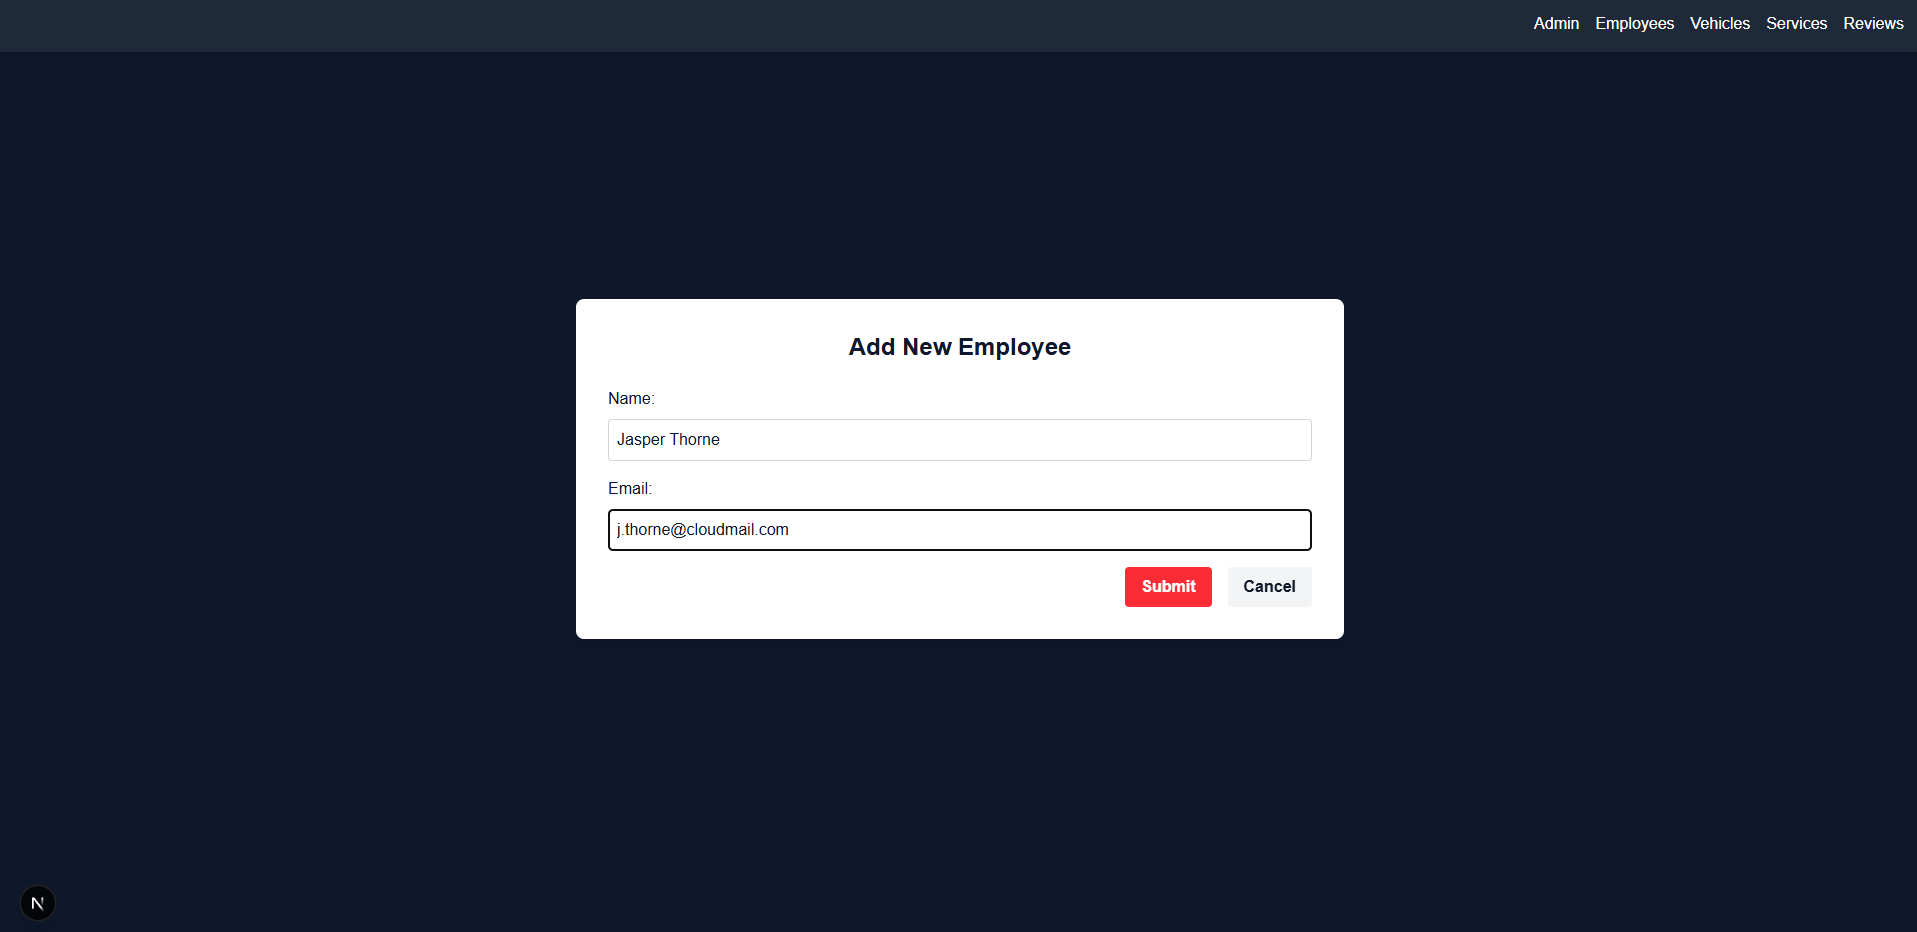 Admin Employees Vehicles Services Reviews
Add New Employee
Name:
Jasper Thorne
Email:
j.thorne@cloudmail.com
Submit Cancel
N